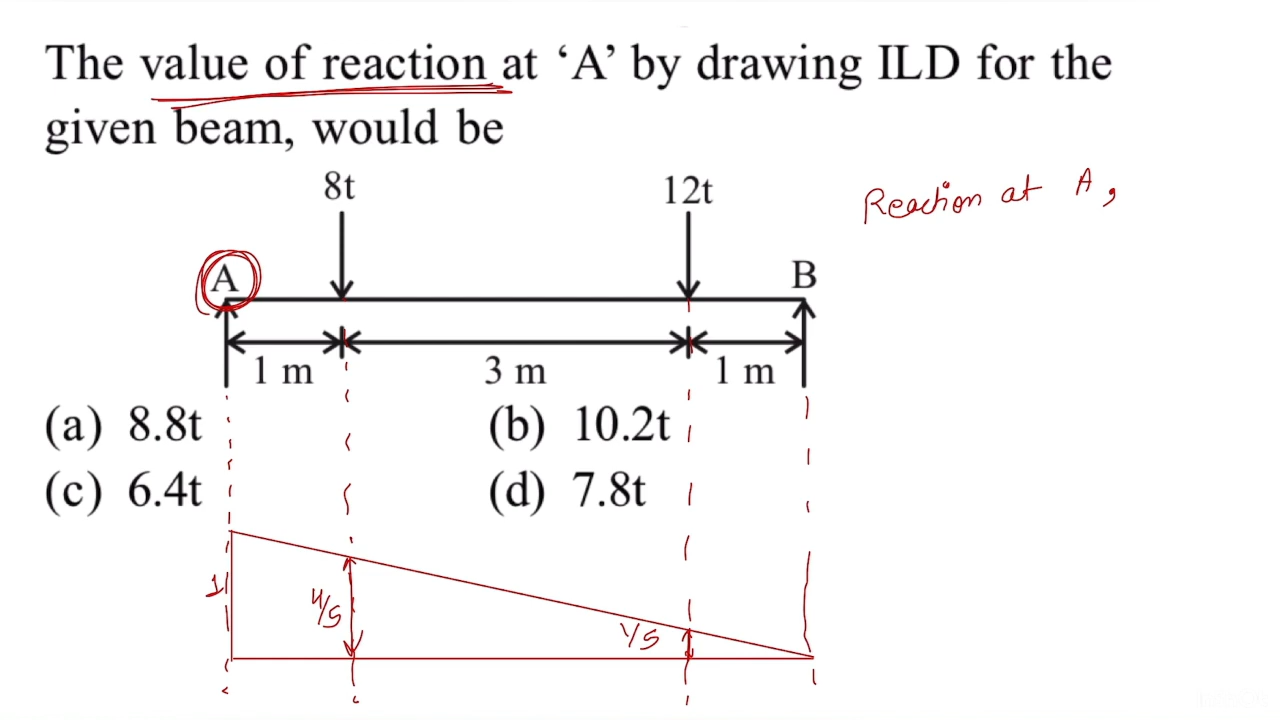 The value of reaction at ‘A’ by drawing ILD for the
given beam, would be
8t 12t
Reaction at A,
A B
1 m 3 m 1 m
(a) 8.8t (b) 10.2t
(c) 6.4t (d) 7.8t
1
4/5
1/5